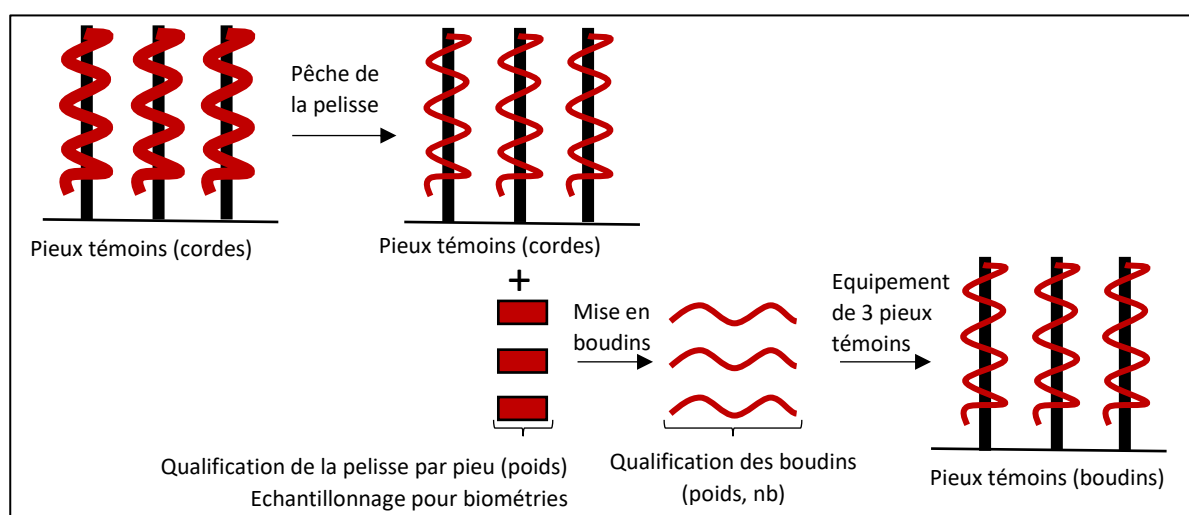 Pêche de
la pelisse
Pieux témoins (cordes)
Pieux témoins (cordes)
+
Mise en
boudins
Equipement
de 3 pieux
témoins
Qualification de la pelisse par pieu (poids)
Echantillonnage pour biométries
Qualification des boudins
(poids, nb)
Pieux témoins (boudins)